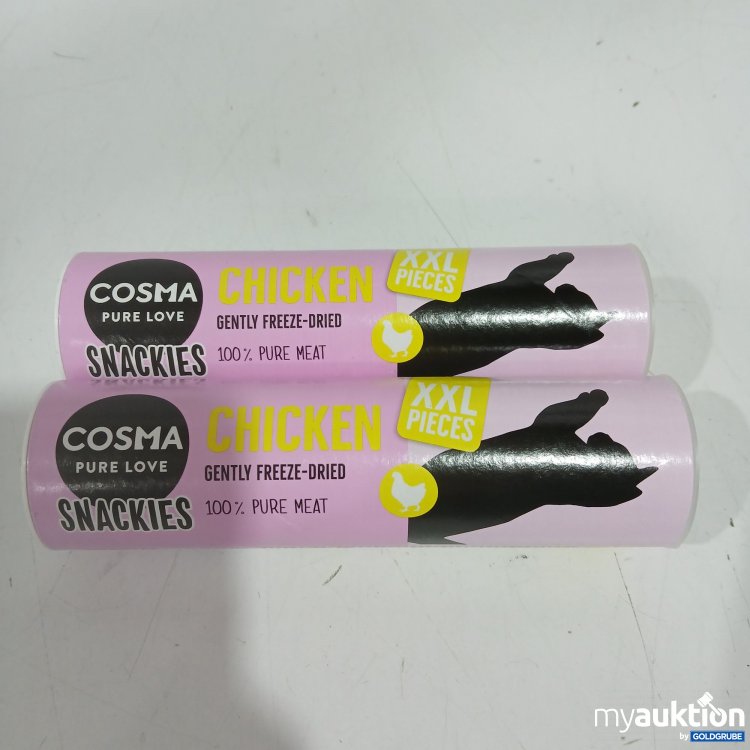 COSMA
PURE LOVE
SNACKIES
CHICKEN
GENTLY FREEZE-DRIED
100% PURE MEAT
XXL
PIECES
COSMA
PURE LOVE
SNACKIES
CHICKEN
GENTLY FREEZE-DRIED
100% PURE MEAT
XXL
PIECES
myauktion
by GOLDGRUBE